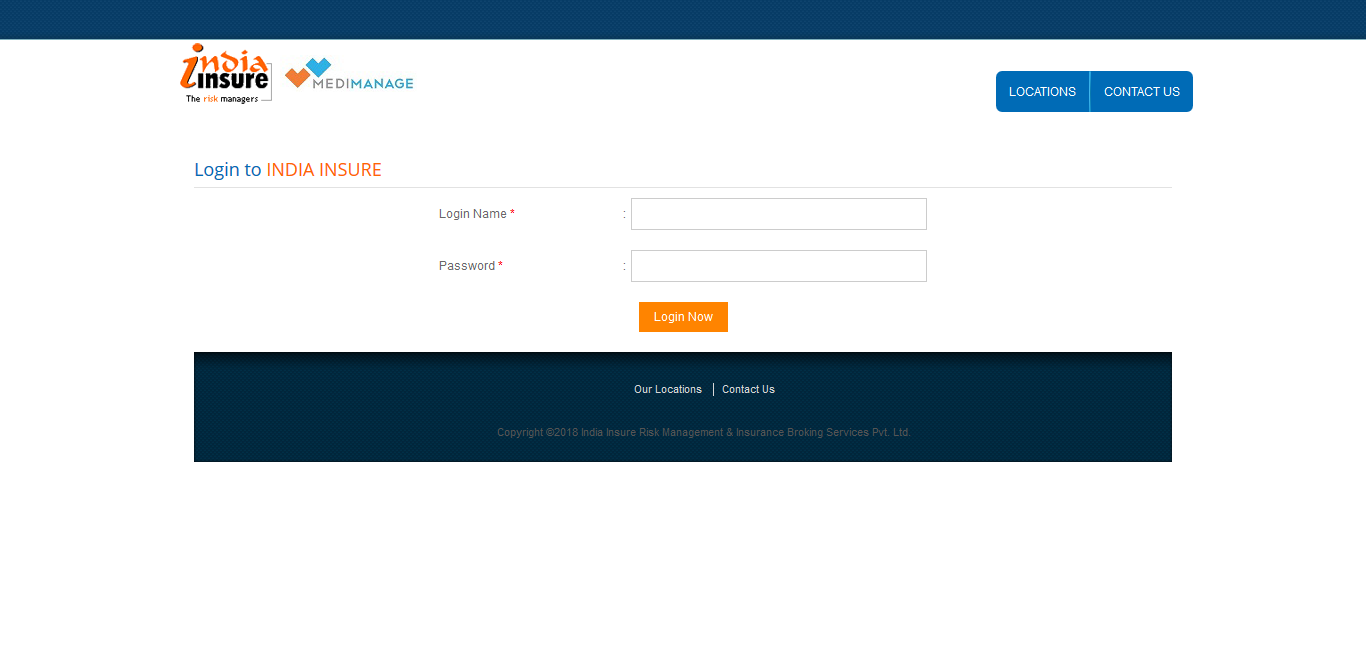 india
insure
The risk managers
MEDIMANAGE
LOCATIONS
CONTACT US
Login to INDIA INSURE
Login Name * :
Password * :
Login Now
Our Locations
Contact Us
Copyright ©2018 India Insure Risk Management & Insurance Broking Services Pvt. Ltd.